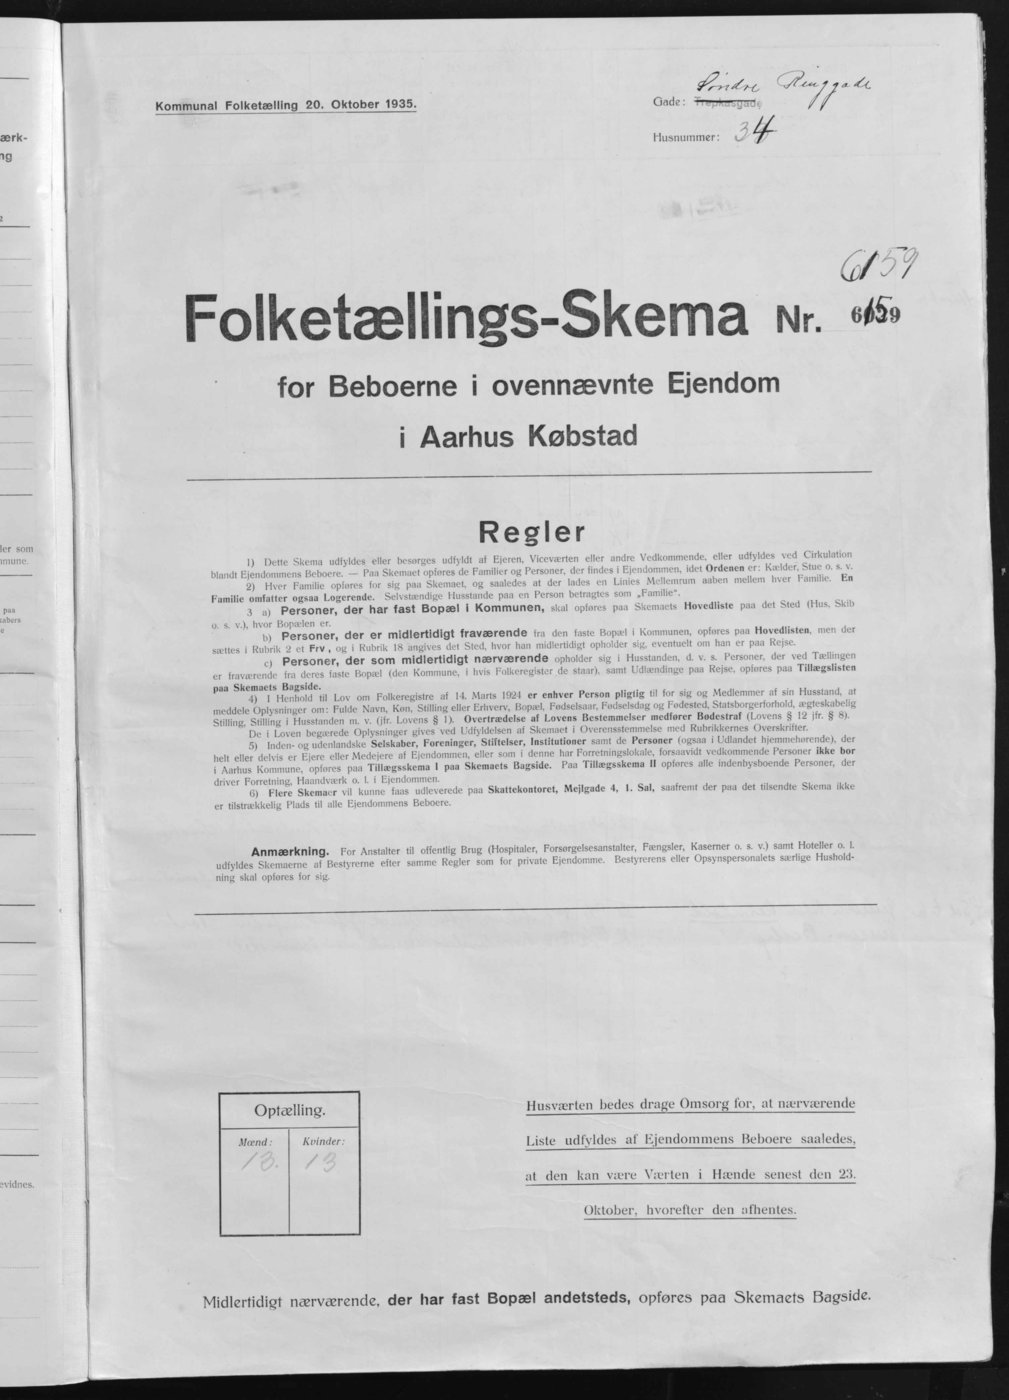 ærk-
ng
2
ler som
mmune.
paa
sabers
e
evidnes.
Kommunal Folketælling 20. Oktober 1935.
Søndre Ringgade
Gade: Trepkasgade
Husnummer: 34
6159
Folketællings-Skema Nr. 6159
for Beboerne i ovennævnte Ejendom
i Aarhus Købstad
Regler
1) Dette Skema udfyldes eller besørges udfyldt af Ejeren, Viceværten eller andre Vedkommende, eller udfyldes ved Cirkulation
blandt Ejendommens Beboere. — Paa Skemaet opføres de Familier og Personer, der findes i Ejendommen, idet Ordenen er: Kælder, Stue o. s. v.
2) Hver Familie opføres for sig paa Skemaet, og saaledes at der lades en Linies Mellemrum aaben mellem hver Familie. En
Familie omfatter ogsaa Logerende. Selvstændige Husstande paa en Person betragtes som „Familie".
3 a) Personer, der har fast Bopæl i Kommunen, skal opføres paa Skemaets Hovedliste paa det Sted (Hus, Skib
o. s. v.), hvor Bopælen er.
b) Personer, der er midlertidigt fraværende fra den faste Bopæl i Kommunen, opføres paa Hovedlisten, men der
sættes i Rubrik 2 et Frv., og i Rubrik 18 angives det Sted, hvor han midlertidigt opholder sig, eventuelt om han er paa Rejse.
c) Personer, der som midlertidigt nærværende opholder sig i Husstanden, d. v. s. Personer, der ved Tællingen
er fraværende fra deres faste Bopæl (den Kommune, i hvis Folkeregister de staar), samt Udlændinge paa Rejse, opføres paa Tillægslisten
paa Skemaets Bagside.
4) I Henhold til Lov om Folkeregistre af 14. Marts 1924 er enhver Person pligtig til for sig og Medlemmer af sin Husstand, at
meddele Oplysninger om: Fulde Navn, Køn, Stilling eller Erhverv, Bopæl, Fødselsaar, Fødselsdag og Fødested, Statsborgerforhold, ægteskabelig
Stilling, Stilling i Husstanden m. v. (jfr. Lovens § 1). Overtrædelse af Lovens Bestemmelser medfører Bødestraf (Lovens § 12 jfr. § 8).
De i Loven begærede Oplysninger gives ved Udfyldelsen af Skemaet i Overensstemmelse med Rubrikkernes Overskrifter.
5) Inden- og udenlandske Selskaber, Foreninger, Stiftelser, Institutioner samt de Personer (ogsaa i Udlandet hjemmehørende), der
helt eller delvis er Ejere eller Medejere af Ejendommen, eller som i denne har Forretningslokale, forsaavidt vedkommende Personer ikke bor
i Aarhus Kommune, opføres paa Tillægsskema I paa Skemaets Bagside. Paa Tillægsskema II opføres alle indenbysboende Personer, der
driver Forretning, Haandværk o. l. i Ejendommen.
6) Flere Skemaer vil kunne faas udleverede paa Skattekontoret, Mejlgade 4, 1. Sal, saafremt der paa det tilsendte Skema ikke
er tilstrækkelig Plads til alle Ejendommens Beboere.
Anmærkning. For Anstalter til offentlig Brug (Hospitaler, Forsørgelsesanstalter, Fængsler, Kaserner o. s. v.) samt Hoteller o. l.
udfyldes Skemaerne af Bestyrerne efter samme Regler som for private Ejendomme. Bestyrerens eller Opsynspersonalets særlige Hushold-
ning skal opføres for sig.
Optælling.
Mænd: Kvinder:
13. 13
Husværten bedes drage Omsorg for, at nærværende
Liste udfyldes af Ejendommens Beboere saaledes,
at den kan være Værten i Hænde senest den 23.
Oktober, hvorefter den afhentes.
Midlertidigt nærværende, der har fast Bopæl andetsteds, opføres paa Skemaets Bagside.